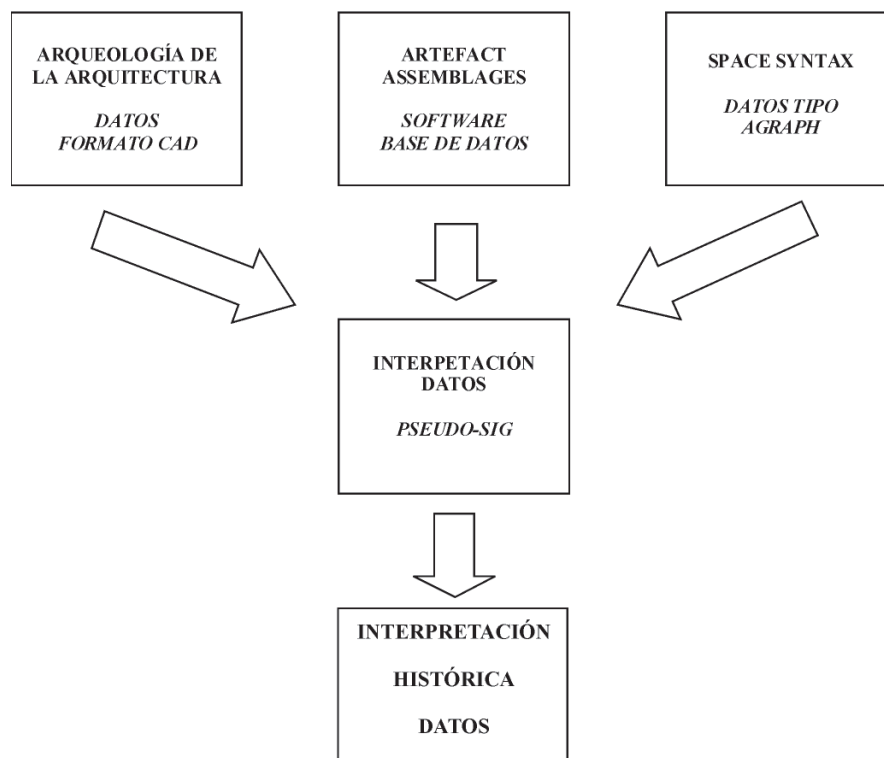 ARQUEOLOGÍA DE
LA ARQUITECTURA
DATOS
FORMATO CAD
ARTEFACT
ASSEMBLAGES
SOFTWARE
BASE DE DATOS
SPACE SYNTAX
DATOS TIPO
AGRAPH
INTERPETACIÓN
DATOS
PSEUDO-SIG
INTERPRETACIÓN
HISTÓRICA
DATOS